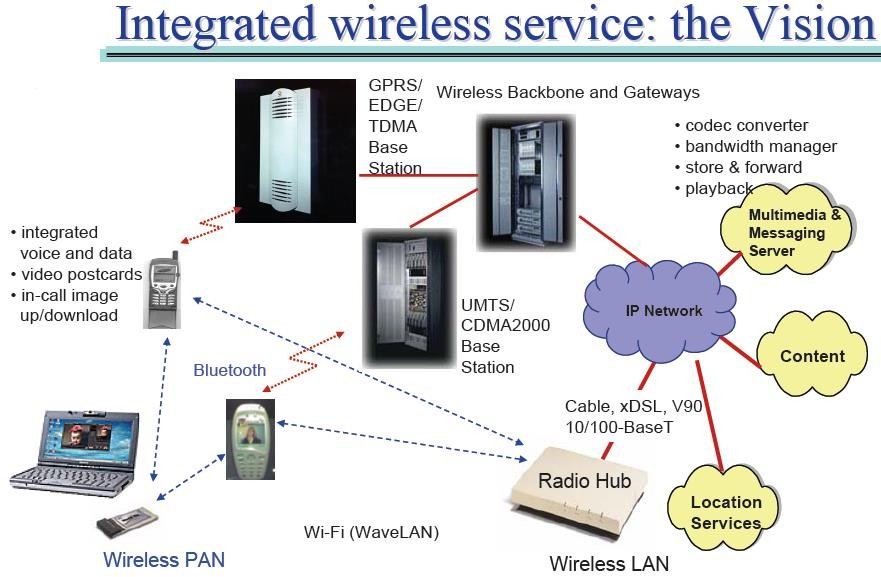 Integrated wireless service: the Vision
GPRS/
EDGE/
TDMA
Base
Station
Wireless Backbone and Gateways
• codec converter
• bandwidth manager
• store & forward
• playback
Multimedia &
Messaging
Server
• integrated
voice and data
• video postcards
• in-call image
up/download
UMTS/
CDMA2000
Base
Station
IP Network
Content
Bluetooth
Cable, xDSL, V90
10/100-BaseT
Radio Hub
Location
Services
Wi-Fi (WaveLAN)
Wireless PAN
Wireless LAN